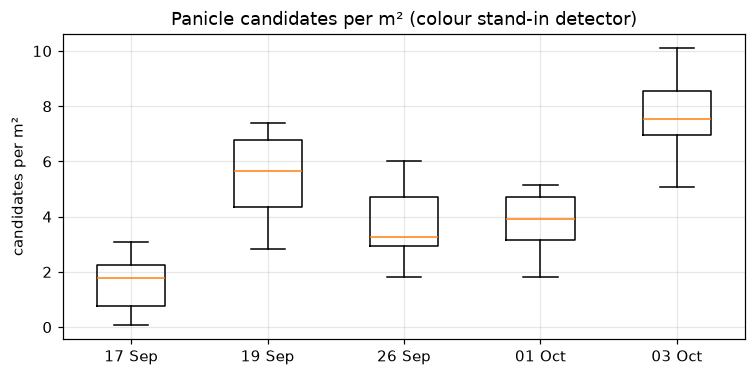 Panicle candidates per m² (colour stand-in detector)
candidates per m²
10
8
6
4
2
0
17 Sep
19 Sep
26 Sep
01 Oct
03 Oct